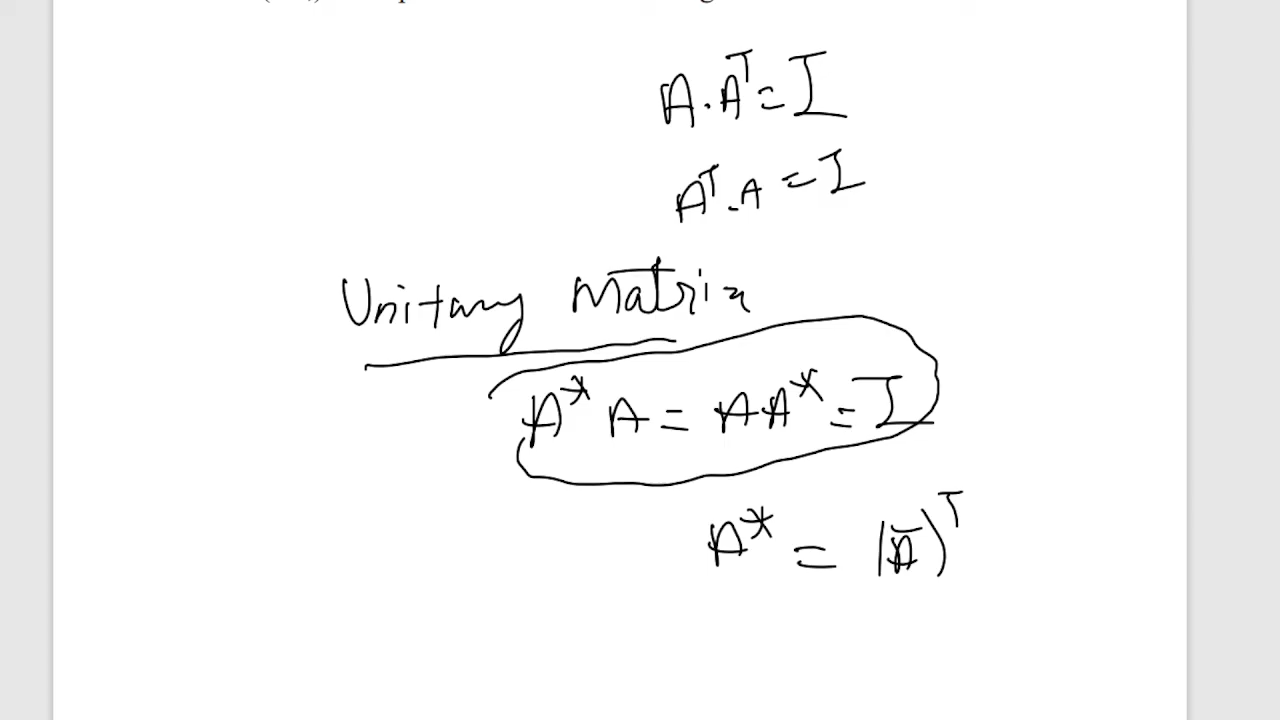 A · Aᵀ = I
Aᵀ · A = I
Unitary Matrix
A* A = A A* = I
A* = (Ā)ᵀ